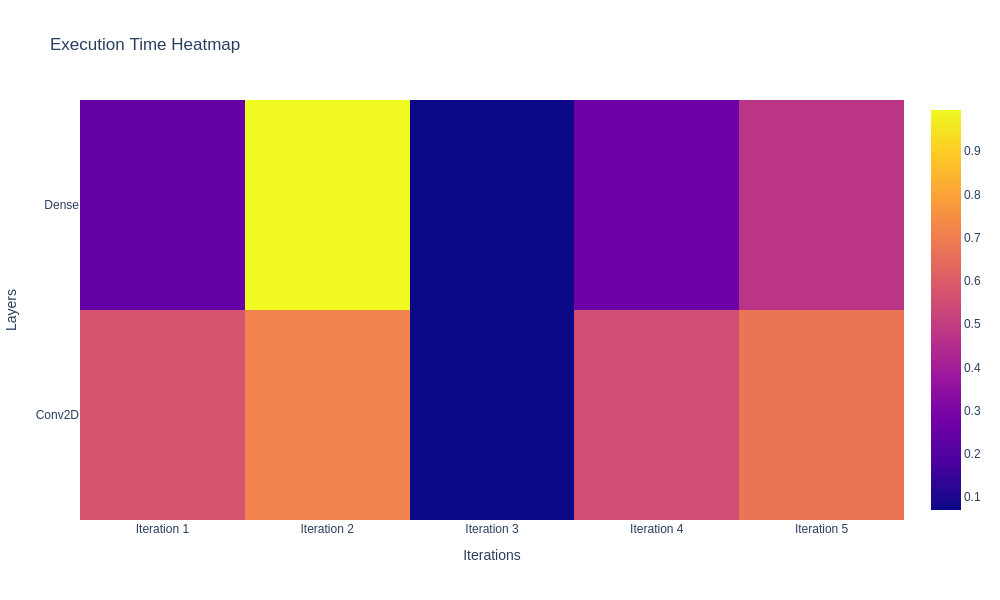 Execution Time Heatmap
Dense
Conv2D
Layers
Iteration 1
Iteration 2
Iteration 3
Iteration 4
Iteration 5
Iterations
0.9
0.8
0.7
0.6
0.5
0.4
0.3
0.2
0.1